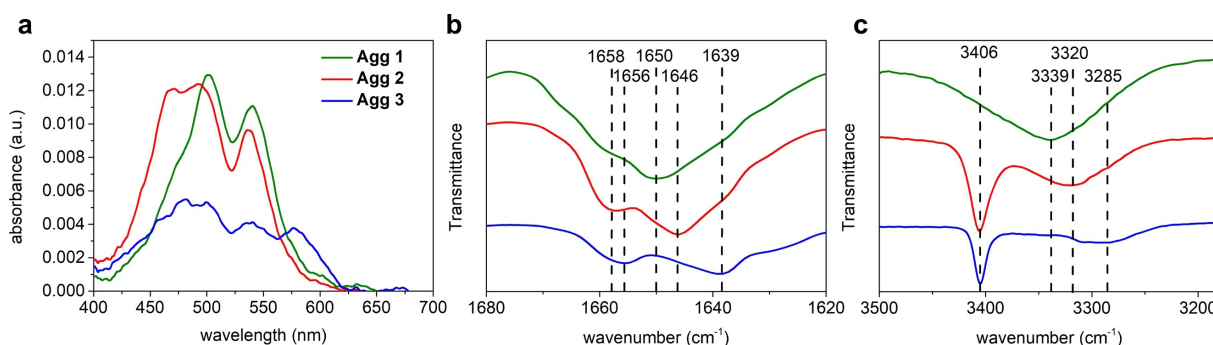 a
absorbance (a.u.)
0.014
0.012
0.010
0.008
0.006
0.004
0.002
0.000
400 450 500 550 600 650 700
wavelength (nm)
Agg 1
Agg 2
Agg 3
b
Transmittance
1658 1650 1639
1656 1646
1680 1660 1640 1620
wavenumber (cm⁻¹)
c
Transmittance
3406 3320
3339 3285
3500 3400 3300 3200
wavenumber (cm⁻¹)